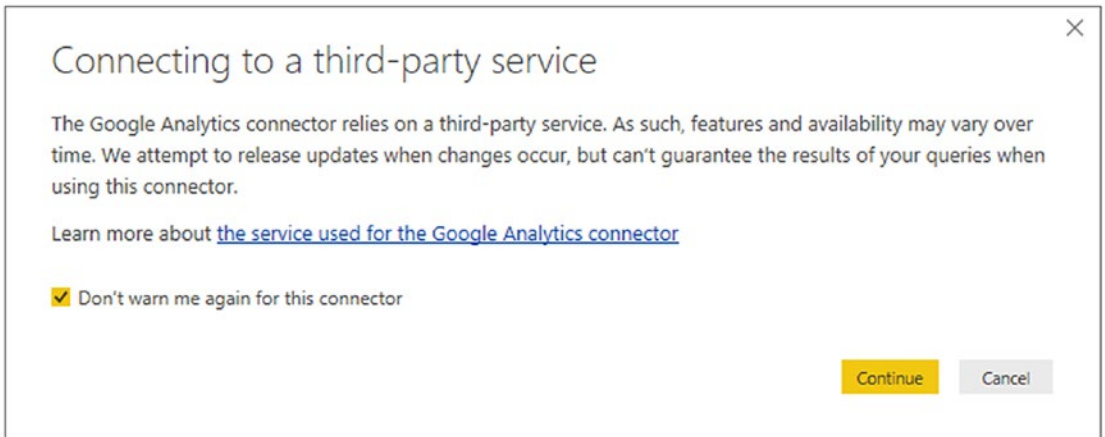 Connecting to a third-party service
The Google Analytics connector relies on a third-party service. As such, features and availability may vary over
time. We attempt to release updates when changes occur, but can't guarantee the results of your queries when
using this connector.
Learn more about the service used for the Google Analytics connector
Don't warn me again for this connector
Continue Cancel